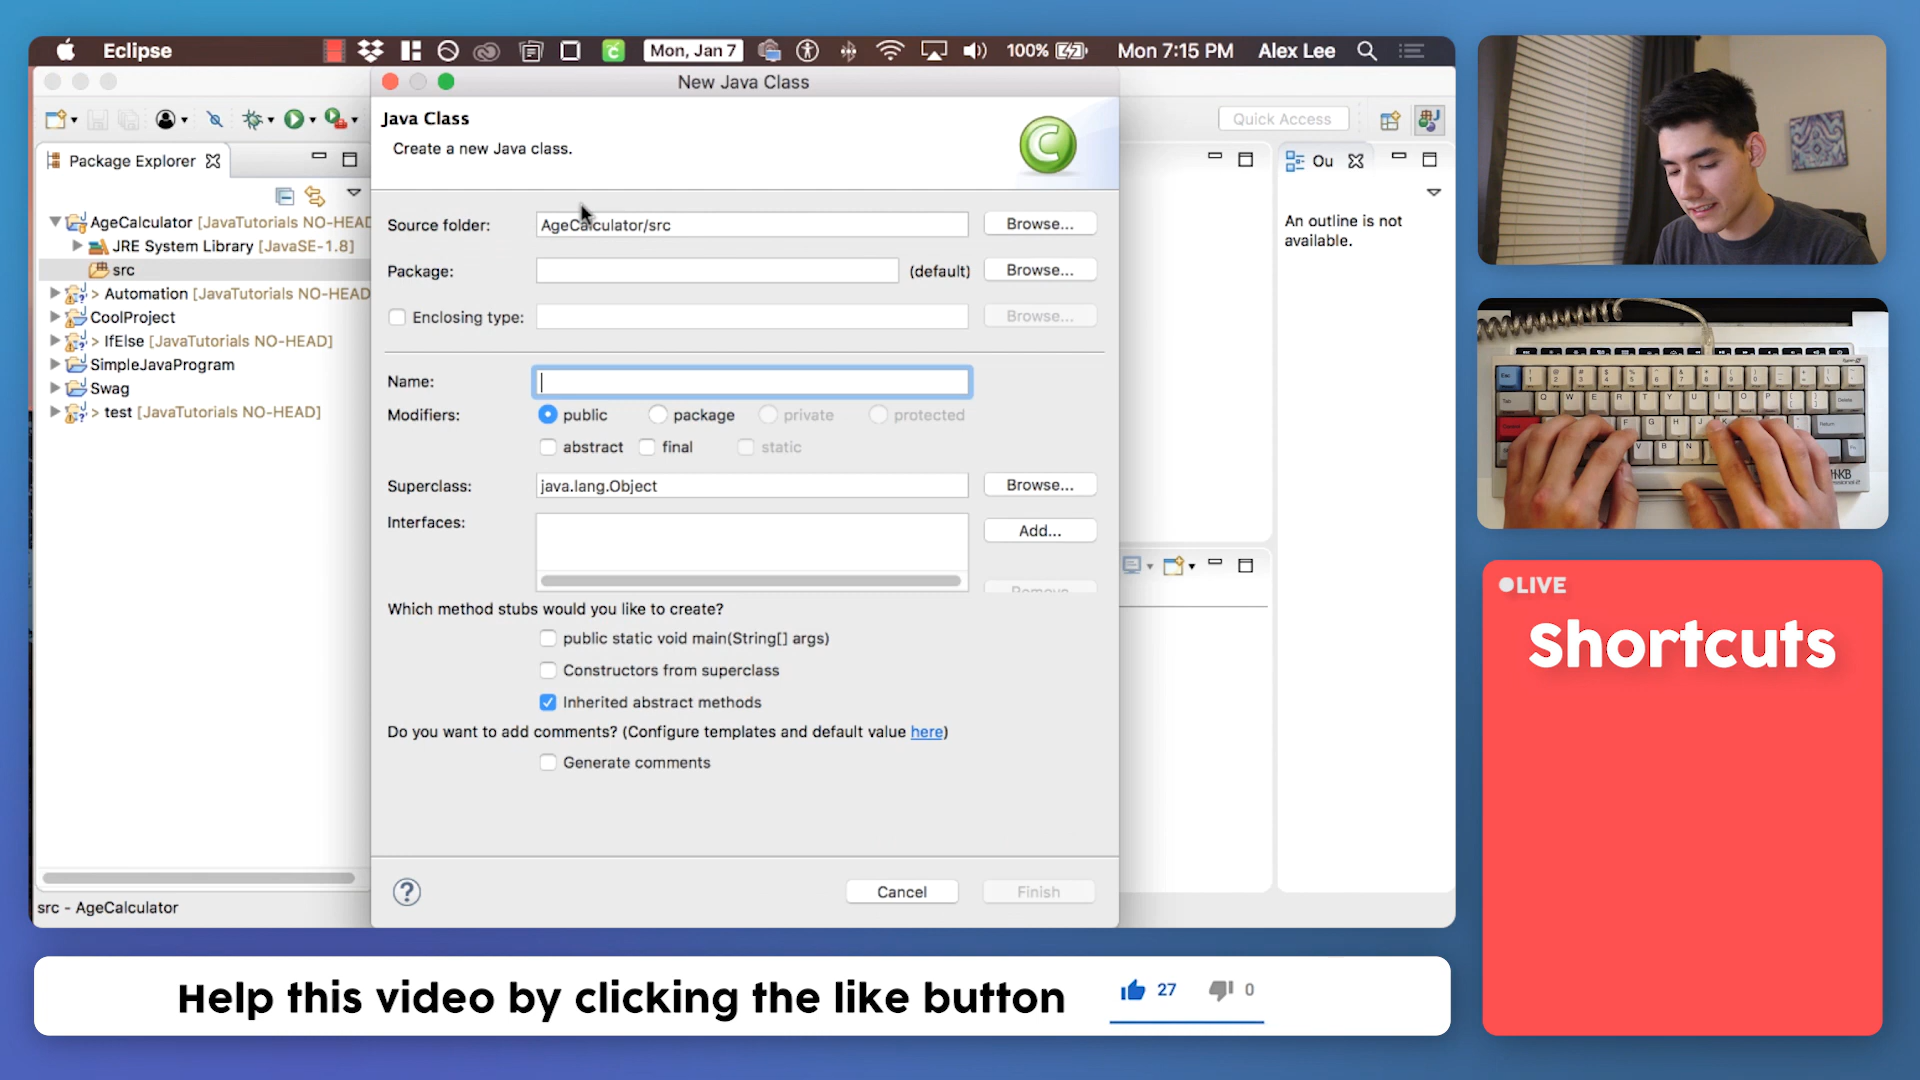 Eclipse
Mon, Jan 7
100%
Mon 7:15 PM
Alex Lee
New Java Class
Java Class
Create a new Java class.
Quick Access
Package Explorer
AgeCalculator [JavaTutorials NO-HEAD
JRE System Library [JavaSE-1.8]
src
> Automation [JavaTutorials NO-HEAD
CoolProject
> IfElse [JavaTutorials NO-HEAD]
SimpleJavaProgram
Swag
> test [JavaTutorials NO-HEAD]
src - AgeCalculator
Source folder:
AgeCalculator/src
Browse...
Package:
(default)
Browse...
Enclosing type:
Browse...
Name:
Modifiers:
public
package
private
protected
abstract
final
static
Superclass:
java.lang.Object
Browse...
Interfaces:
Add...
Remove
Which method stubs would you like to create?
public static void main(String[] args)
Constructors from superclass
Inherited abstract methods
Do you want to add comments? (Configure templates and default value here)
Generate comments
Cancel
Finish
Ou
An outline is not
available.
LIVE
Shortcuts
Help this video by clicking the like button
27
0